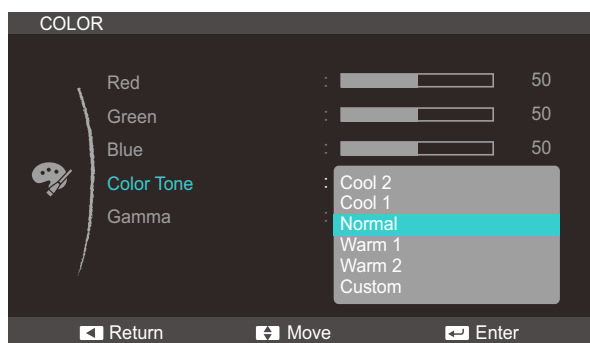 COLOR
Red : 50
Green : 50
Blue : 50
Color Tone : Cool 2
Cool 1
Gamma : Normal
Warm 1
Warm 2
Custom
Return Move Enter